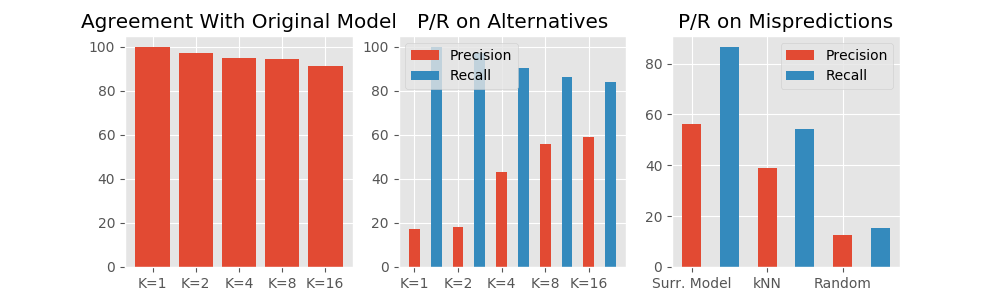 Agreement With Original Model
100
80
60
40
20
0
K=1 K=2 K=4 K=8 K=16
P/R on Alternatives
Precision
Recall
100
80
60
40
20
0
K=1 K=2 K=4 K=8 K=16
P/R on Mispredictions
Precision
Recall
80
60
40
20
0
Surr. Model kNN Random